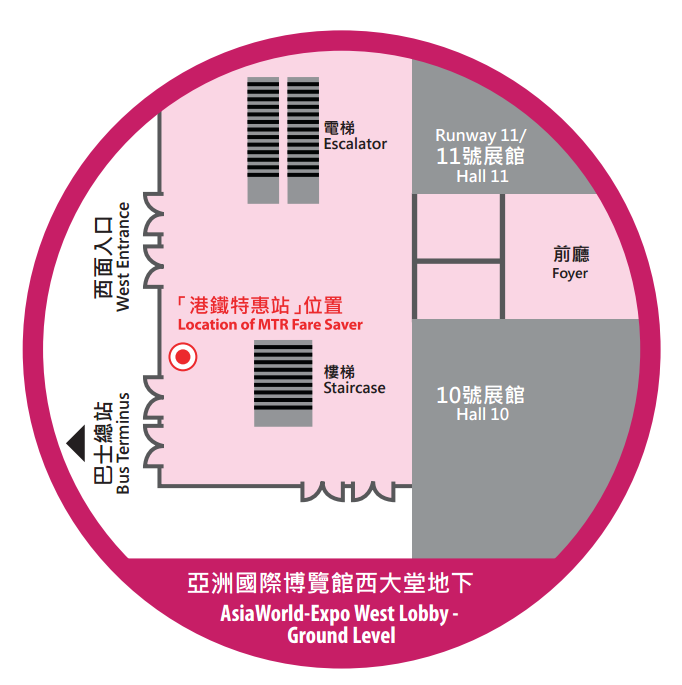 電梯
Escalator
Runway 11/
11號展館
Hall 11
西面入口
West Entrance
前廳
Foyer
「港鐵特惠站」位置
Location of MTR Fare Saver
樓梯
Staircase
10號展館
Hall 10
巴士總站
Bus Terminus
亞洲國際博覽館西大堂地下
AsiaWorld-Expo West Lobby -
Ground Level